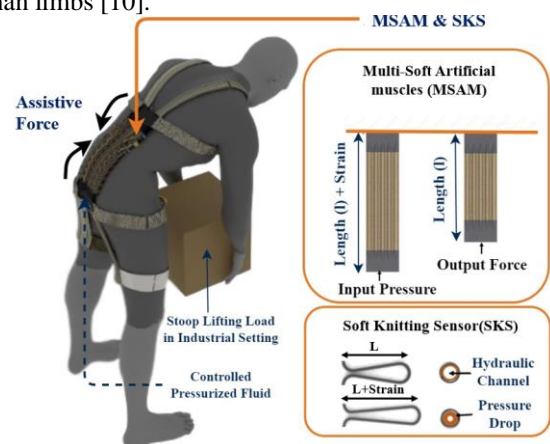 an limbs [10].
MSAM & SKS
Assistive
Force
Multi-Soft Artificial
muscles (MSAM)
Length (l) + Strain
Length (l)
Output Force
Input Pressure
Stoop Lifting Load
in Industrial Setting
Controlled
Pressurized Fluid
Soft Knitting Sensor(SKS)
L
L+Strain
Hydraulic
Channel
Pressure
Drop